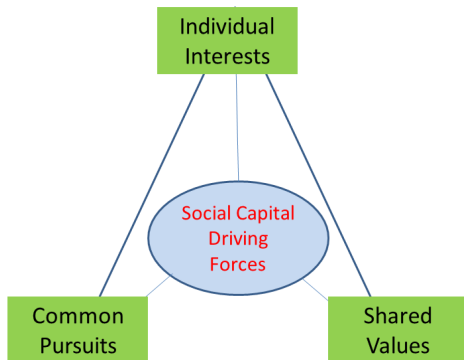 Individual
Interests
Social Capital
Driving
Forces
Common
Pursuits
Shared
Values